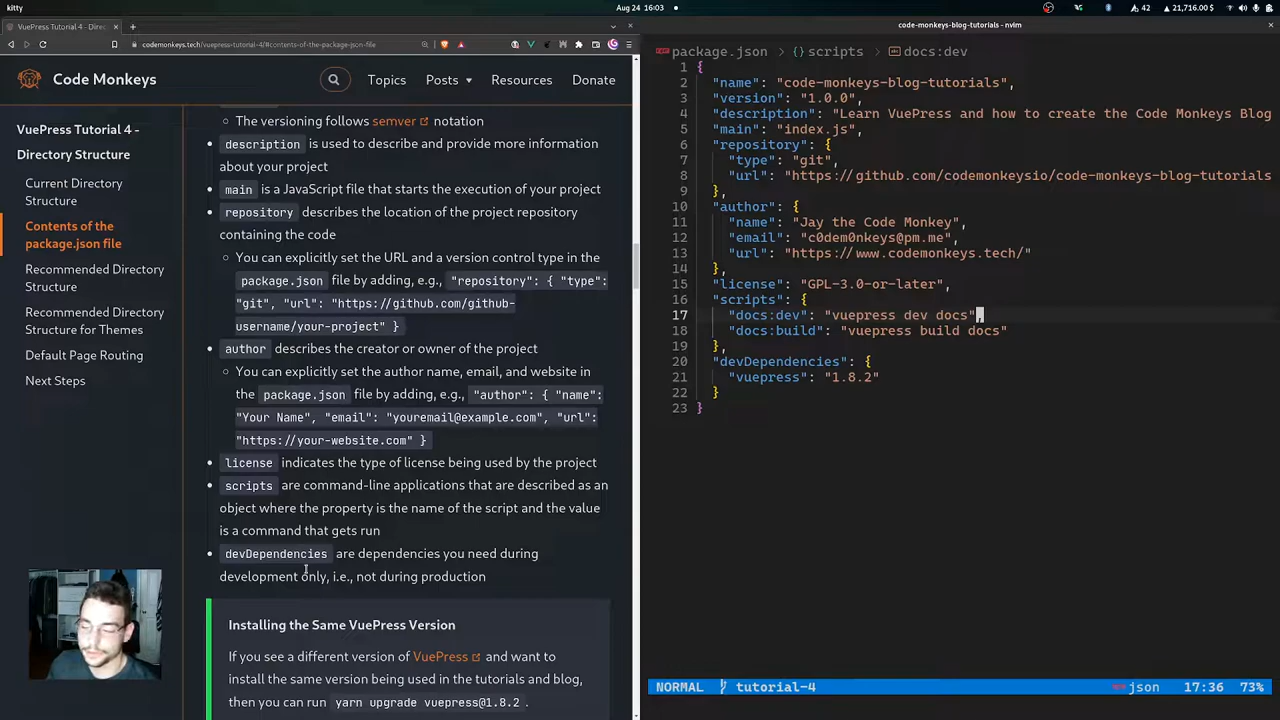 kitty
Aug 24 16:03
42
21,716.00 $
VuePress Tutorial 4 - Direc
codemonkeys.tech/vuepress-tutorial-4/#contents-of-the-package-json-file
Code Monkeys
Topics
Posts
Resources
Donate
VuePress Tutorial 4 -
Directory Structure
Current Directory
Structure
Contents of the
package.json file
Recommended Directory
Structure
Recommended Directory
Themes
Default Page Routing
Next Steps
The versioning follows semver notation
description is used to describe and provide more information
about your project
main is a JavaScript file that starts the execution of your project
repository describes the location of the project repository
containing the code
You can explicitly set the URL and a version control type in the
package.json file by adding, e.g., "repository": { "type":
"git", "url": "https://github.com/github-
username/your-project" }
author describes the creator or owner of the project
You can explicitly set the author name, email, and website in
the package.json file by adding, e.g., "author": { "name":
"Your Name", "email": "youremail@example.com", "url":
"https://your-website.com" }
license indicates the type of license being used by the project
scripts are command-line applications that are described as an
object where the property is the name of the script and the value
is a command that gets run
devDependencies are dependencies you need during
development only, i.e., not during production
Installing the Same VuePress Version
If you see a different version of VuePress and want to
install the same version being used in the tutorials and blog,
then you can run yarn upgrade vuepress@1.8.2 .
code-monkeys-blog-tutorials - nvim
package.json > {} scripts > docs:dev
1 {
2 "name": "code-monkeys-blog-tutorials",
3 "version": "1.0.0",
4 "description": "Learn VuePress and how to create the Code Monkeys Blog
5 "main": "index.js",
6 "repository": {
7 "type": "git",
8 "url": "https://github.com/codemonkeysio/code-monkeys-blog-tutorials
9 },
10 "author": {
11 "name": "Jay the Code Monkey",
12 "email": "c0dem0nkeys@pm.me",
13 "url": "https://www.codemonkeys.tech/"
14 },
15 "license": "GPL-3.0-or-later",
16 "scripts": {
17 "docs:dev": "vuepress dev docs",
18 "docs:build": "vuepress build docs"
19 },
20 "devDependencies": {
21 "vuepress": "1.8.2"
22 }
23 }
NORMAL tutorial-4
json 17:36 73%